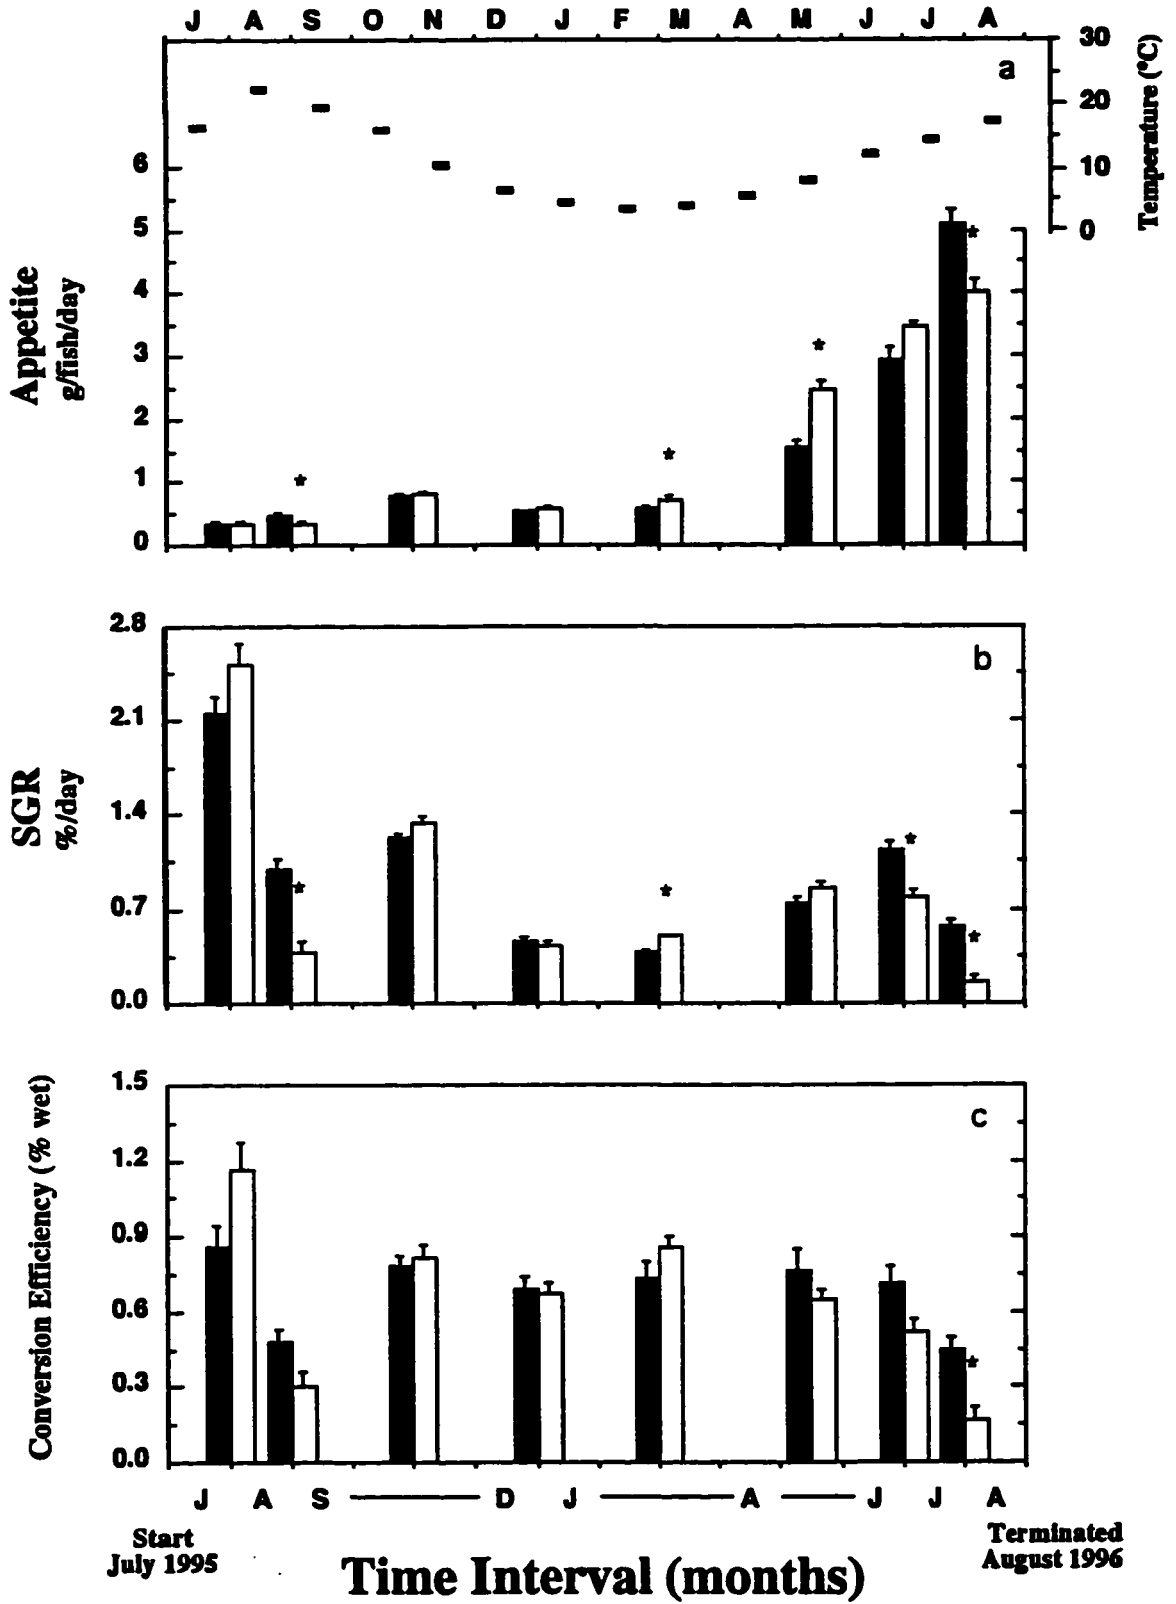 J A S O N D J F M A M J J A
a
30
20
10
0
Temperature (°C)
6
5
4
3
2
1
0
Appetite
g/fish/day
*
*
*
*
b
2.8
2.1
1.4
0.7
0.0
SGR
%/day
*
*
*
*
c
1.5
1.2
0.9
0.6
0.3
0.0
Conversion Efficiency (% wet)
*
J A S D J A J J A
Start
July 1995
Terminated
August 1996
Time Interval (months)